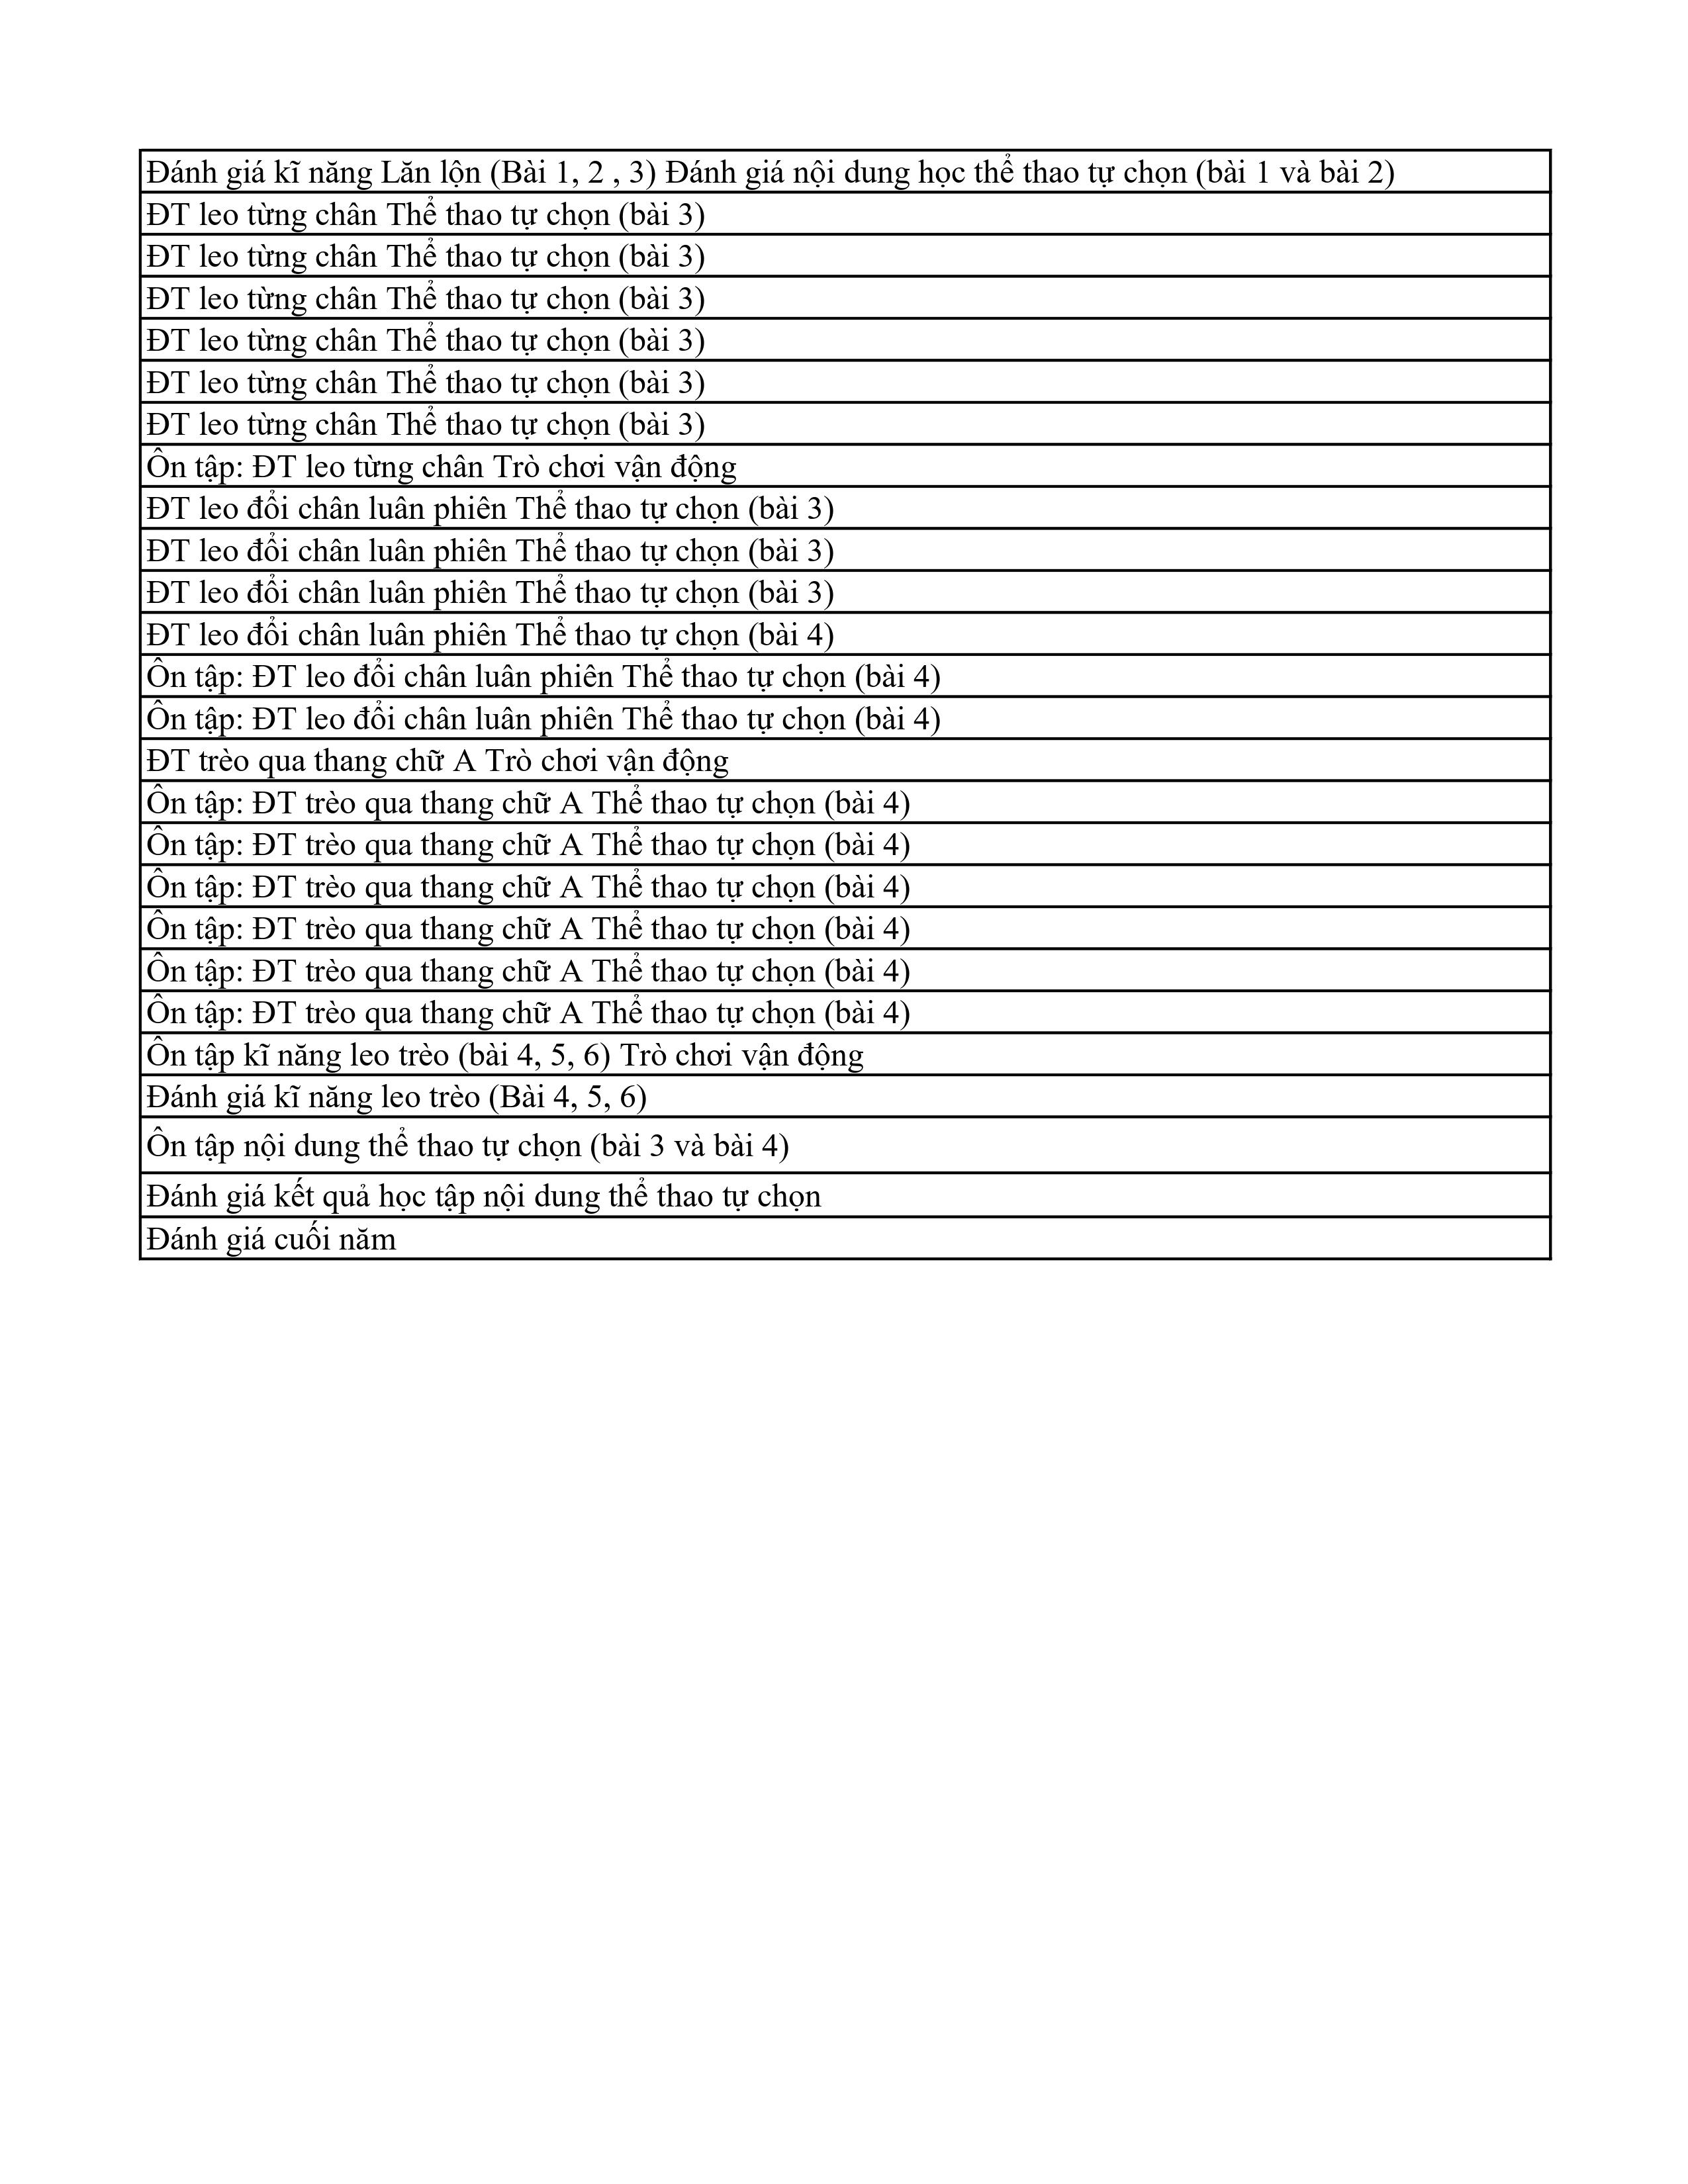 Đánh giá kĩ năng Lăn lộn (Bài 1, 2 , 3) Đánh giá nội dung học thể thao tự chọn (bài 1 và bài 2)
ĐT leo từng chân Thể thao tự chọn (bài 3)
ĐT leo từng chân Thể thao tự chọn (bài 3)
ĐT leo từng chân Thể thao tự chọn (bài 3)
ĐT leo từng chân Thể thao tự chọn (bài 3)
ĐT leo từng chân Thể thao tự chọn (bài 3)
ĐT leo từng chân Thể thao tự chọn (bài 3)
Ôn tập: ĐT leo từng chân Trò chơi vận động
ĐT leo đổi chân luân phiên Thể thao tự chọn (bài 3)
ĐT leo đổi chân luân phiên Thể thao tự chọn (bài 3)
ĐT leo đổi chân luân phiên Thể thao tự chọn (bài 3)
ĐT leo đổi chân luân phiên Thể thao tự chọn (bài 4)
Ôn tập: ĐT leo đổi chân luân phiên Thể thao tự chọn (bài 4)
Ôn tập: ĐT leo đổi chân luân phiên Thể thao tự chọn (bài 4)
ĐT trèo qua thang chữ A Trò chơi vận động
Ôn tập: ĐT trèo qua thang chữ A Thể thao tự chọn (bài 4)
Ôn tập: ĐT trèo qua thang chữ A Thể thao tự chọn (bài 4)
Ôn tập: ĐT trèo qua thang chữ A Thể thao tự chọn (bài 4)
Ôn tập: ĐT trèo qua thang chữ A Thể thao tự chọn (bài 4)
Ôn tập: ĐT trèo qua thang chữ A Thể thao tự chọn (bài 4)
Ôn tập: ĐT trèo qua thang chữ A Thể thao tự chọn (bài 4)
Ôn tập kĩ năng leo trèo (bài 4, 5, 6) Trò chơi vận động
Đánh giá kĩ năng leo trèo (Bài 4, 5, 6)
Ôn tập nội dung thể thao tự chọn (bài 3 và bài 4)
Đánh giá kết quả học tập nội dung thể thao tự chọn
Đánh giá cuối năm